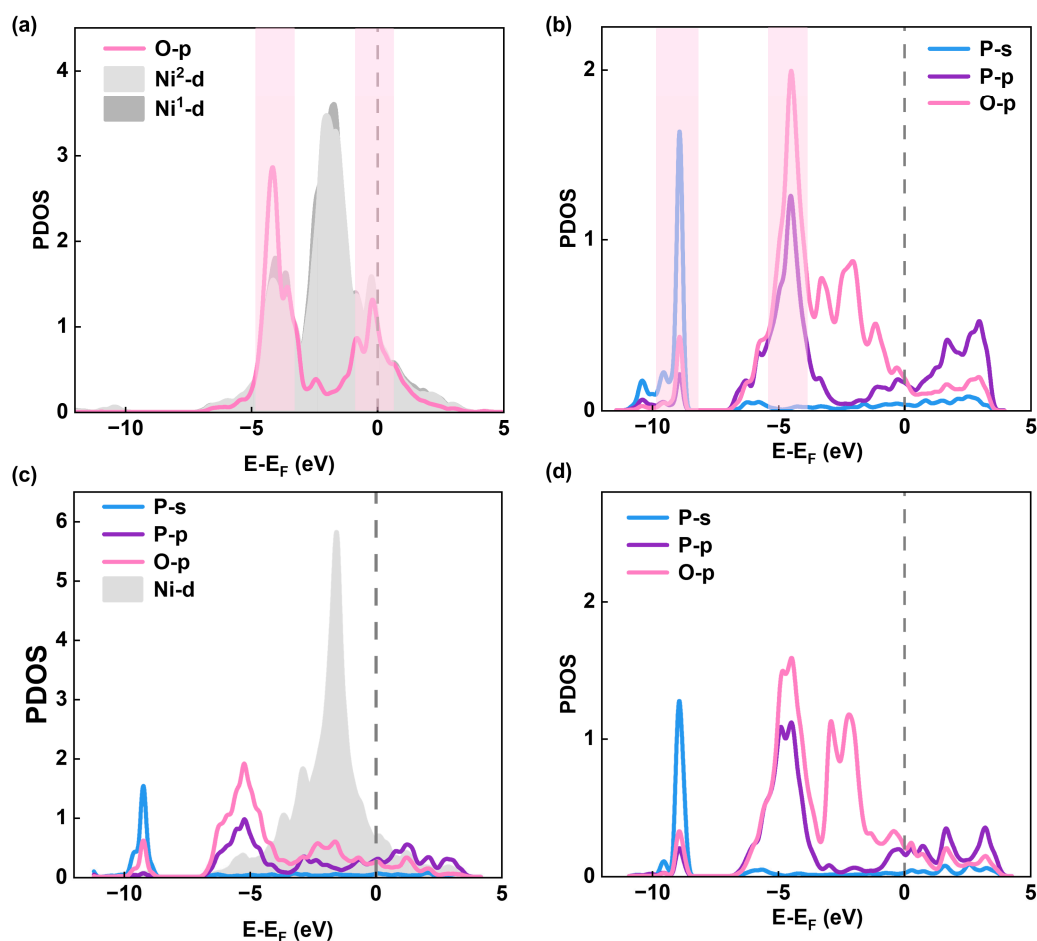 (a)
O-p
Ni²-d
Ni¹-d
4
3
2
1
0
PDOS
−10
−5
0
5
E-E_F (eV)
(b)
P-s
P-p
O-p
2
1
0
PDOS
−10
−5
0
5
E-E_F (eV)
(c)
P-s
P-p
O-p
Ni-d
6
5
4
3
2
1
0
PDOS
−10
−5
0
5
E-E_F (eV)
(d)
P-s
P-p
O-p
2
1
0
PDOS
−10
−5
0
5
E-E_F (eV)